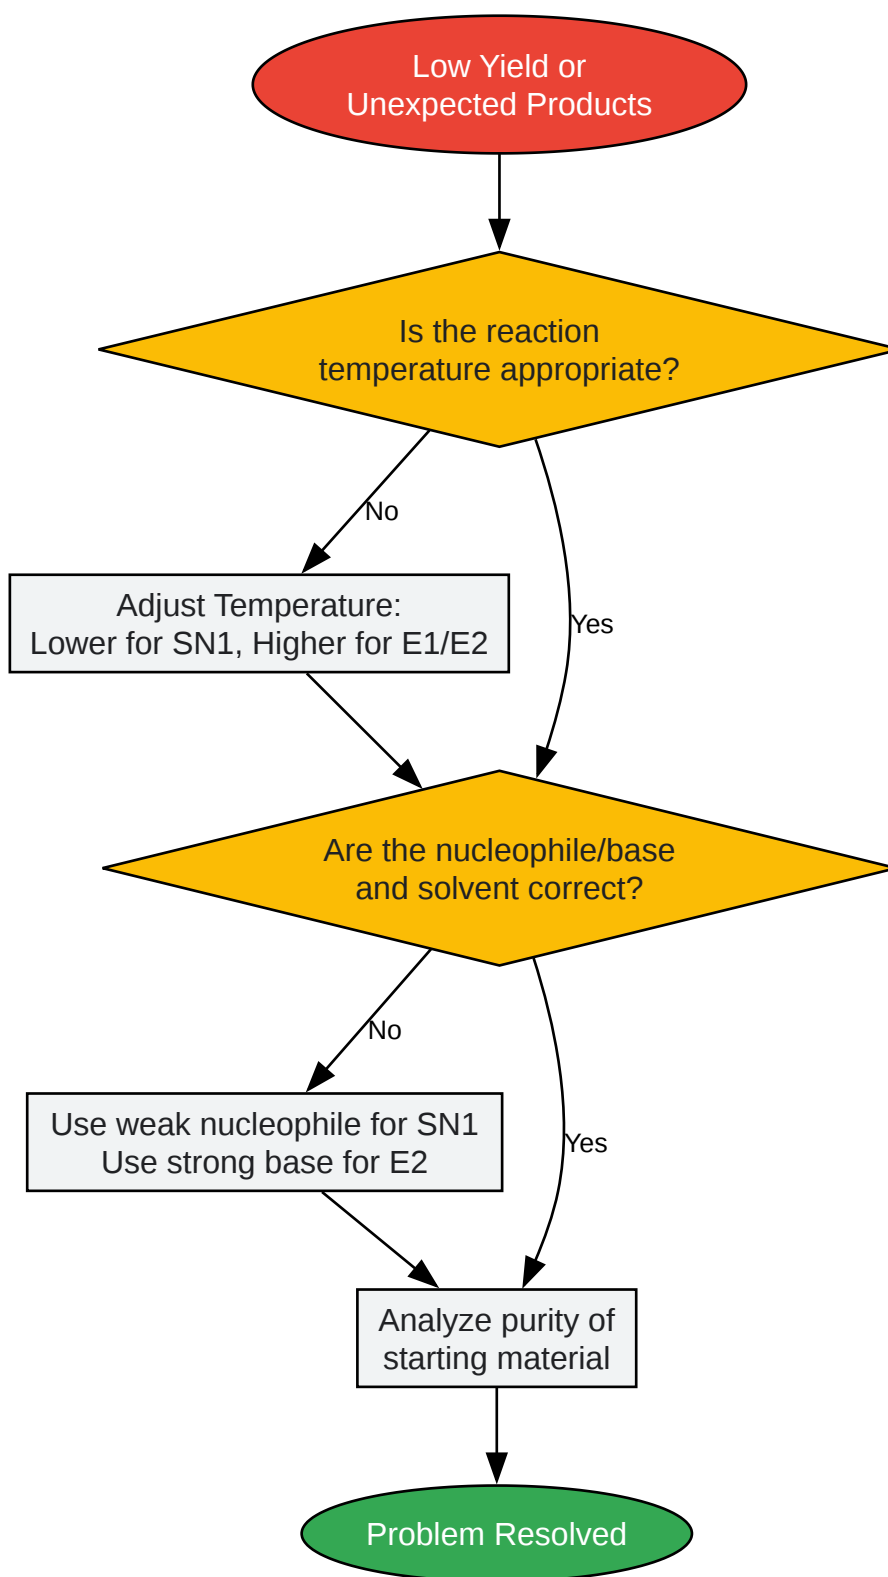 Low Yield or
Unexpected Products
Is the reaction
temperature appropriate?
No
Adjust Temperature:
Lower for SN1, Higher for E1/E2
Yes
Are the nucleophile/base
and solvent correct?
No
Use weak nucleophile for SN1
Use strong base for E2
Yes
Analyze purity of
starting material
Problem Resolved